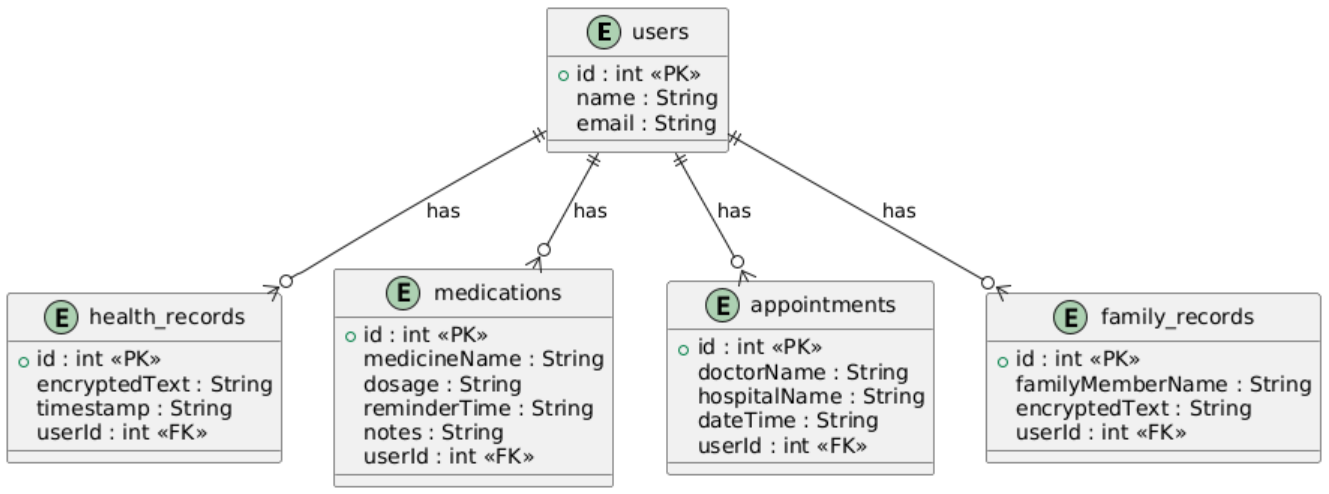 E users
id : int «PK»
name : String
email : String
has
has
has
has
E health_records
id : int «PK»
encryptedText : String
timestamp : String
userId : int «FK»
E medications
id : int «PK»
medicineName : String
dosage : String
reminderTime : String
notes : String
userId : int «FK»
E appointments
id : int «PK»
doctorName : String
hospitalName : String
dateTime : String
userId : int «FK»
E family_records
id : int «PK»
familyMemberName : String
encryptedText : String
userId : int «FK»